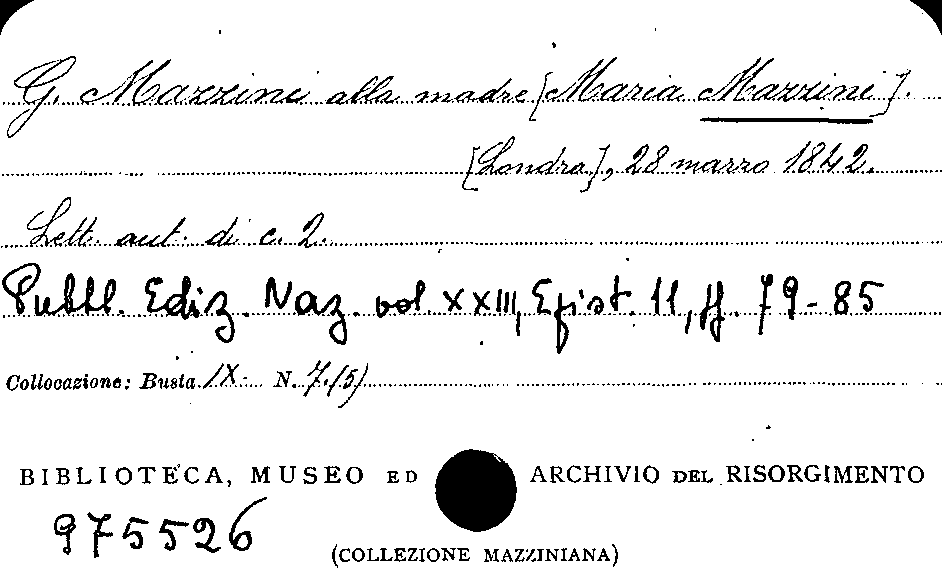 G. Mazzini alla madre [Maria Mazzini].
[Londra], 28 marzo 1842.
Lett. aut. di c. 2.
Pubbl. Ediz. Naz. vol. XXIII, Epist. 11, pp. 79-85
Collocazione: Busta IX. N. 7.(5)
BIBLIOTECA, MUSEO ED ARCHIVIO DEL RISORGIMENTO
975526
(COLLEZIONE MAZZINIANA)